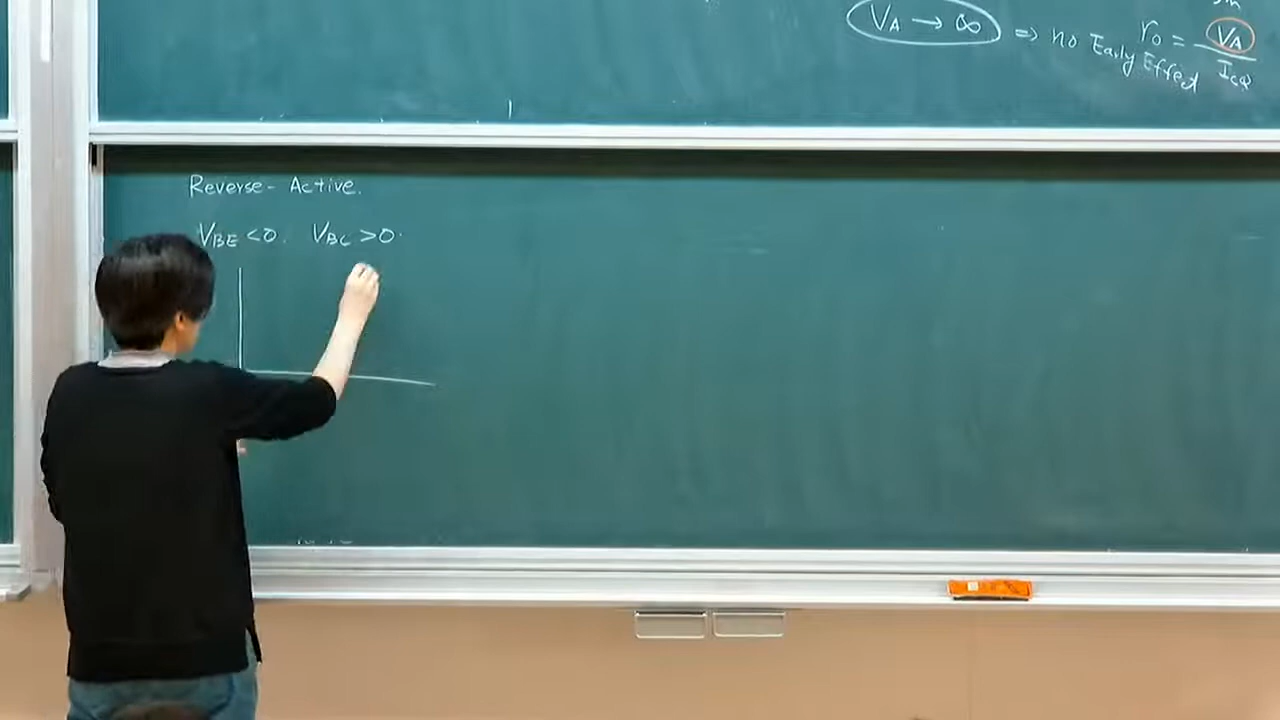 V_A → ∞ ⇒ no Early Effect r_o = V_A / I_CQ
Reverse- Active.
V_BE <0. V_BC >0.